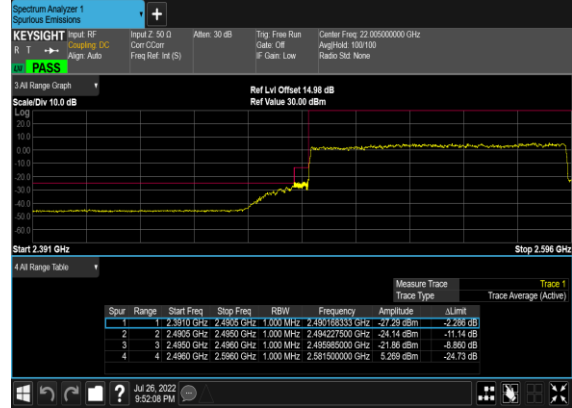 Spectrum Analyzer 1
Spurious Emissions
+
KEYSIGHT Input: RF Input Z: 50 Ω Atten: 30 dB Trig: Free Run Center Freq: 22.005000000 GHz
R T Coupling: DC Corr CCorr Gate: Off Avg|Hold: 100/100
Align: Auto Freq Ref: Int (S) IF Gain: Low Radio Std: None
PASS
3 All Range Graph
Ref Lvl Offset 14.98 dB
Scale/Div 10.0 dB Ref Value 30.00 dBm
Log
20.0
10.0
0.00
-10.0
-20.0
-30.0
-40.0
-50.0
-60.0
Start 2.391 GHz Stop 2.596 GHz
4 All Range Table
Measure Trace Trace 1
Trace Type Trace Average (Active)
Spur Range Start Freq Stop Freq RBW Frequency Amplitude ΔLimit
1 1 2.3910 GHz 2.4905 GHz 1.000 MHz 2.490168333 GHz -27.29 dBm -2.286 dB
2 2 2.4905 GHz 2.4950 GHz 1.000 MHz 2.494227500 GHz -24.14 dBm -11.14 dB
3 3 2.4950 GHz 2.4960 GHz 1.000 MHz 2.495985000 GHz -21.86 dBm -8.860 dB
4 4 2.4960 GHz 2.5960 GHz 1.000 MHz 2.581500000 GHz 5.269 dBm -24.73 dB
?
Jul 26, 2022
9:52:08 PM